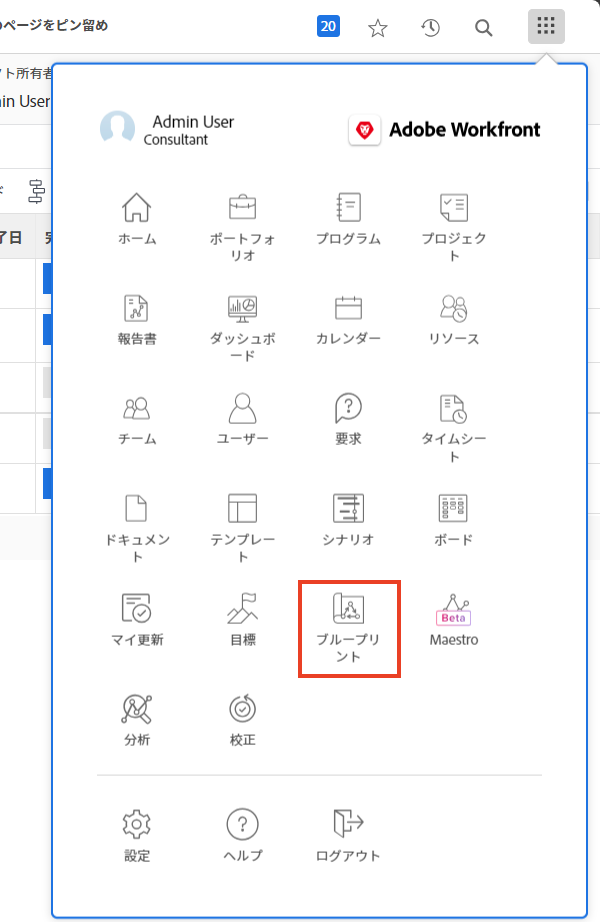 のページをピン留め
20
ト所有者
in User
Admin User
Consultant
Adobe Workfront
了日
ホーム
ポートフォ
リオ
プログラム
プロジェク
ト
報告書
ダッシュボ
ード
カレンダー
リソース
チーム
ユーザー
要求
タイムシー
ト
ドキュメン
ト
テンプレー
ト
シナリオ
ボード
マイ更新
目標
ブループリ
ント
Beta
Maestro
分析
校正
設定
ヘルプ
ログアウト